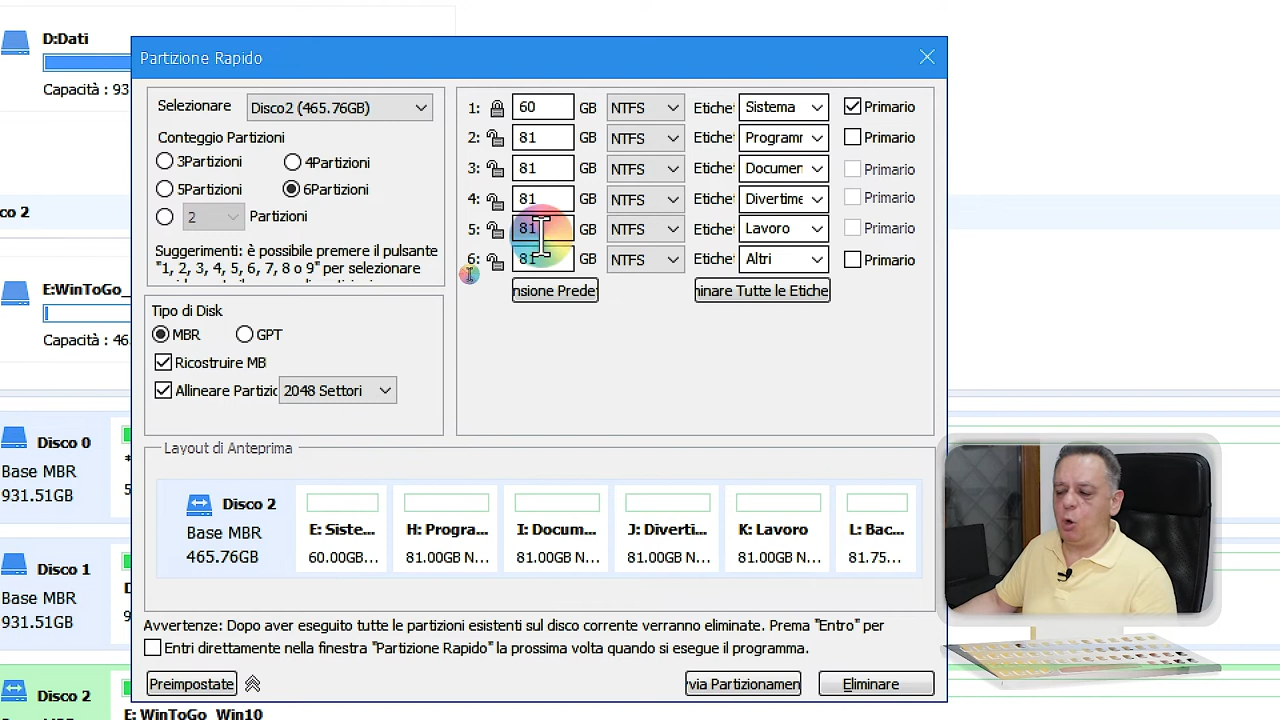 D:Dati
Capacità : 93
Disco 2
E:WinToGo_
Capacità : 46.
Disco 0
Base MBR
931.51GB
Disco 1
Base MBR
931.51GB
Disco 2
E: WinToGo_Win10
Partizione Rapido
Selezionare Disco2 (465.76GB)
Conteggio Partizioni
3Partizioni 4Partizioni
5Partizioni 6Partizioni
2 Partizioni
Suggerimenti: è possibile premere il pulsante
"1, 2, 3, 4, 5, 6, 7, 8 o 9" per selezionare
Tipo di Disk
MBR GPT
Ricostruire MB
Allineare Partizic 2048 Settori
1: 60 GB NTFS Etiche Sistema Primario
2: 81 GB NTFS Etiche Programm Primario
3: 81 GB NTFS Etiche Documen Primario
4: 81 GB NTFS Etiche Divertime Primario
5: 81 GB NTFS Etiche Lavoro Primario
6: 81 GB NTFS Etiche Altri Primario
nsione Prede minare Tutte le Etiche
Layout di Anteprima
Disco 2
Base MBR
465.76GB
E: Siste... H: Progra... I: Docum... J: Diverti... K: Lavoro L: Bac...
60.00GB... 81.00GB N... 81.00GB N... 81.00GB N... 81.00GB N... 81.75...
Avvertenze: Dopo aver eseguito tutte le partizioni esistenti sul disco corrente verranno eliminate. Prema "Entro" per
Entri direttamente nella finestra "Partizione Rapido" la prossima volta quando si esegue il programma.
Preimpostate via Partizionamen Eliminare